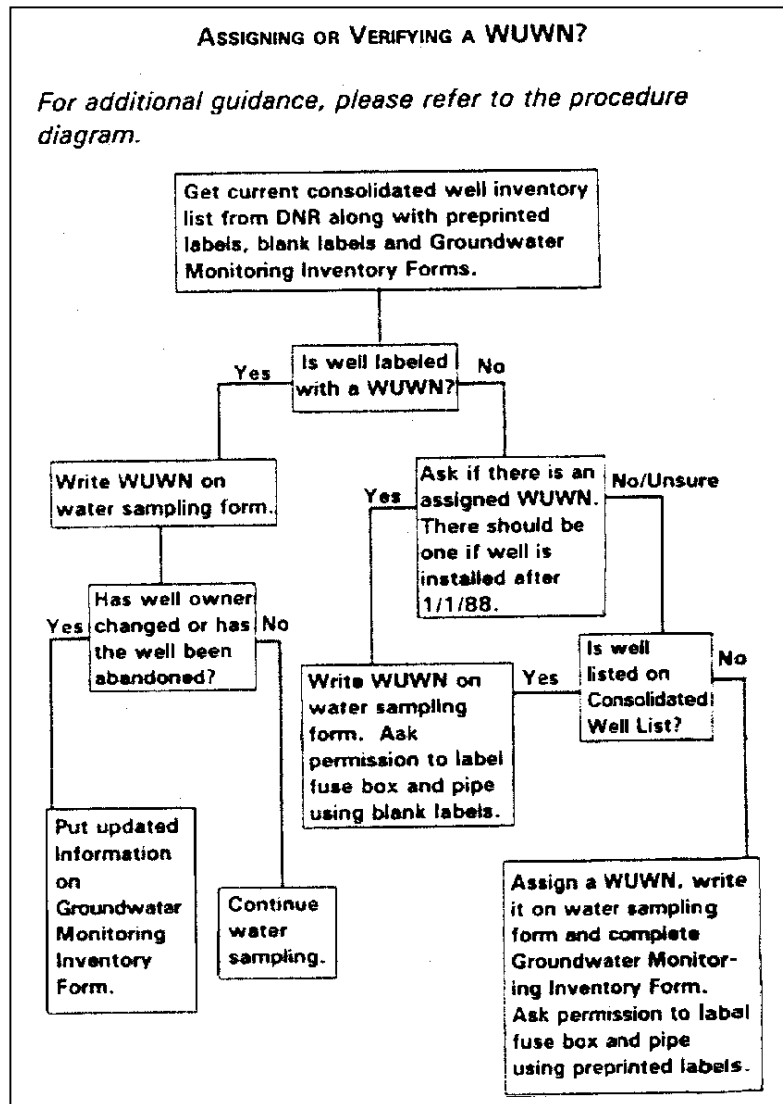 ASSIGNING OR VERIFYING A WUWN?
For additional guidance, please refer to the procedure
diagram.
Get current consolidated well inventory
list from DNR along with preprinted
labels, blank labels and Groundwater
Monitoring Inventory Forms.
Yes
Is well labeled
with a WUWN?
No
Write WUWN on
water sampling form.
Yes
Ask if there is an
assigned WUWN.
There should be
one if well is
installed after
1/1/88.
No/Unsure
Yes
Has well owner
changed or has
the well been
abandoned?
No
Write WUWN on
water sampling
form. Ask
permission to label
fuse box and pipe
using blank labels.
Yes
Is well
listed on
Consolidated
Well List?
No
Put updated
Information
on
Groundwatar
Monitoring
Inventory
Form.
Continue
water
sampling.
Assign a WUWN, write
it on water sampling
form and complete
Groundwater Monitor-
ing Inventory Form.
Ask permission to label
fuse box and pipe
using preprinted labels.